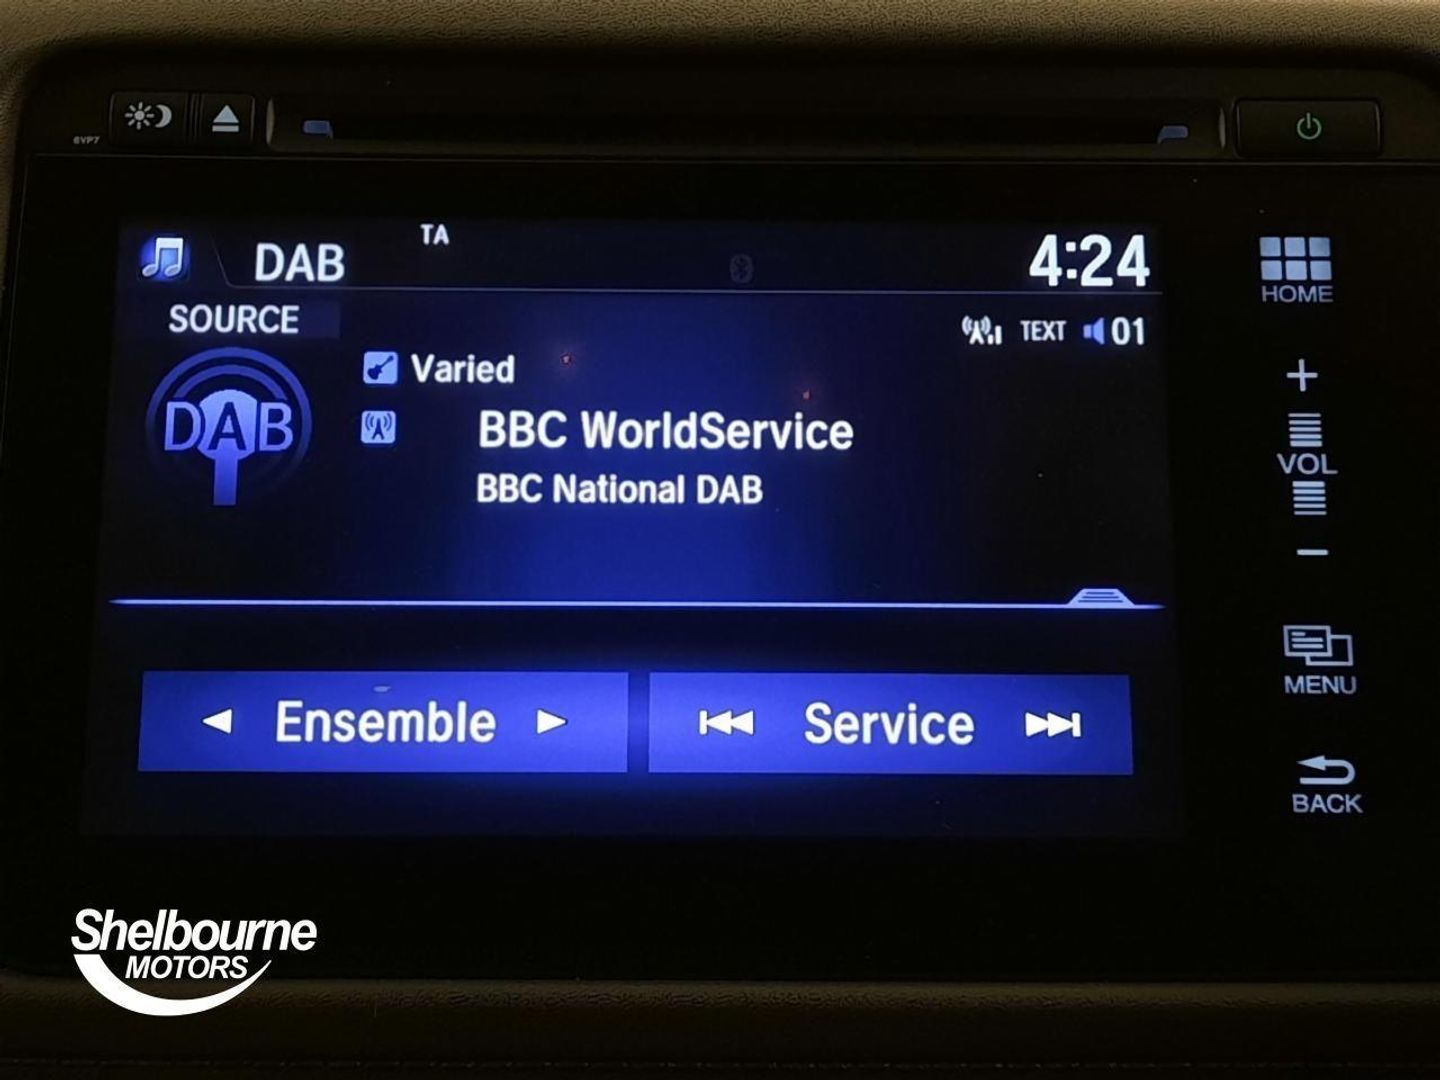 6VP7
DAB
TA
4:24
HOME
SOURCE
TEXT 01
Varied
DAB
BBC WorldService
BBC National DAB
VOL
MENU
Ensemble
Service
BACK
Shelbourne
MOTORS